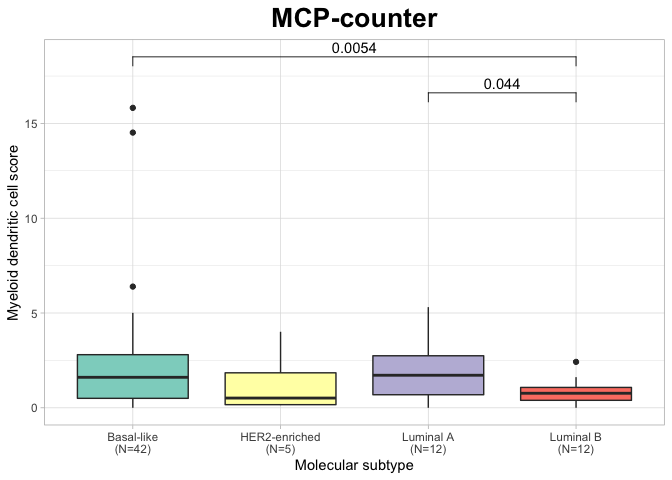 MCP-counter
0.0054
0.044
Myeloid dendritic cell score
15
10
5
0
Basal-like
(N=42)
HER2-enriched
(N=5)
Luminal A
(N=12)
Luminal B
(N=12)
Molecular subtype